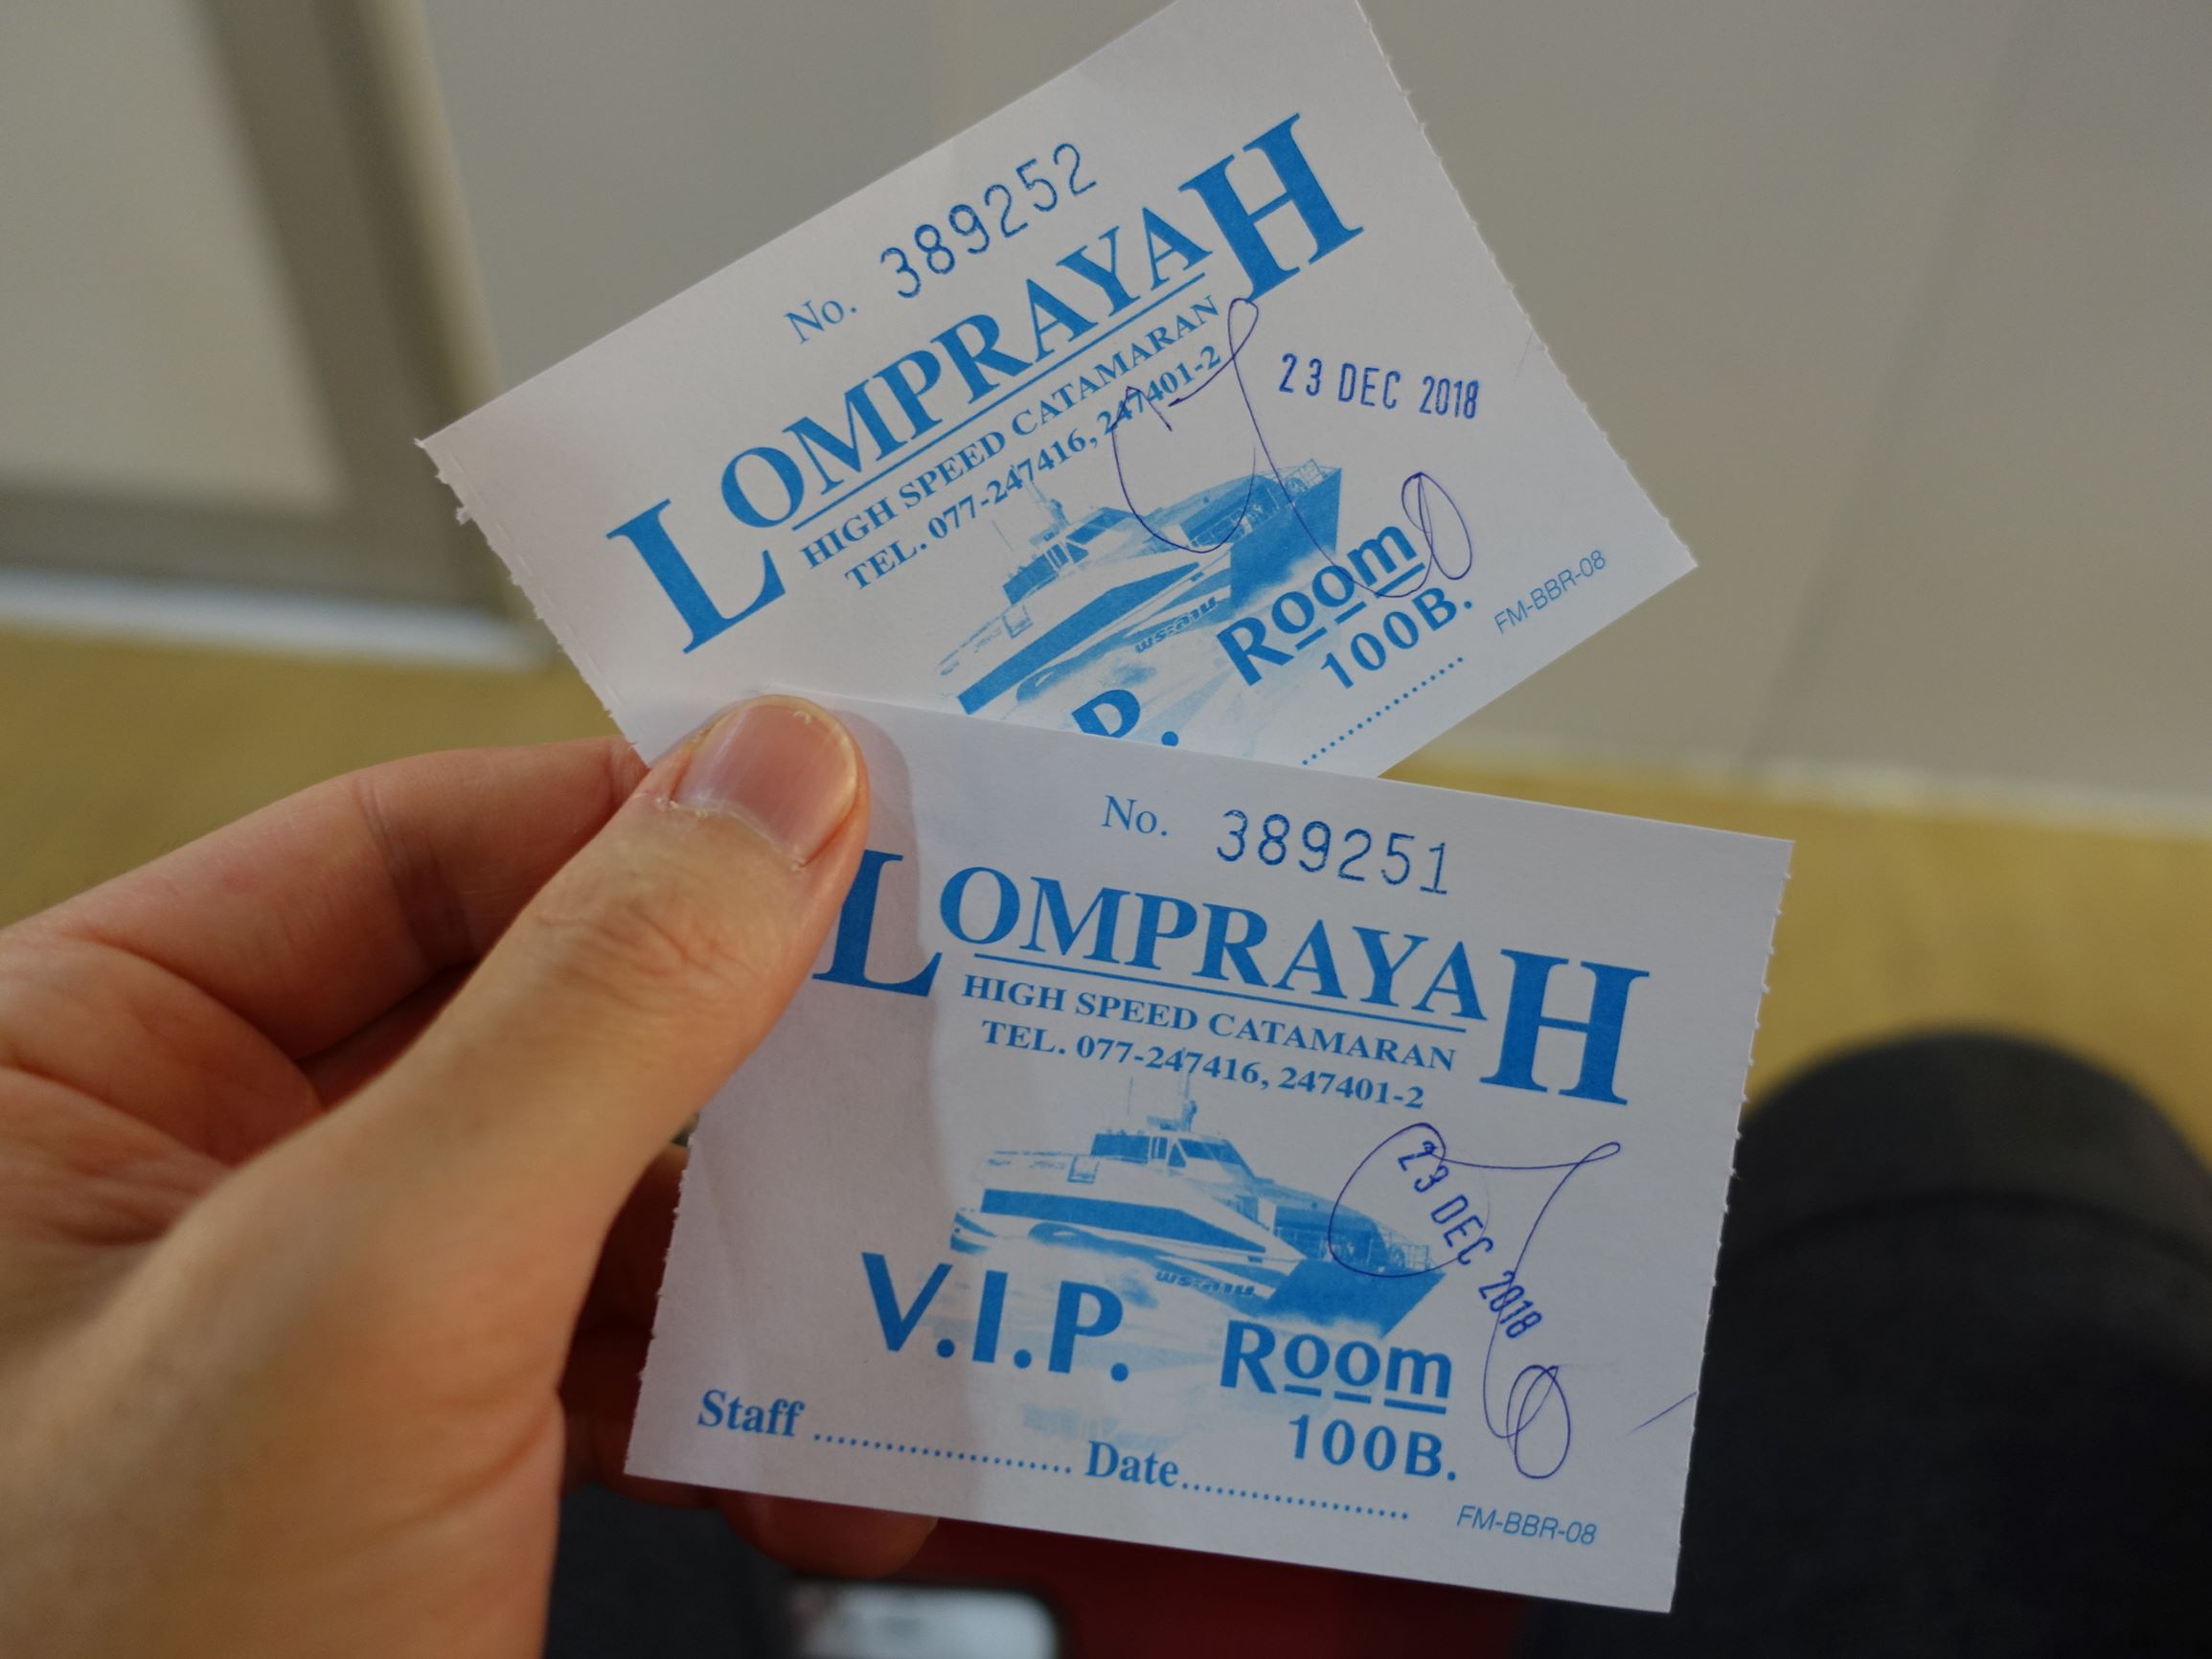 No. 389252
LOMPRAYAH
HIGH SPEED CATAMARAN
TEL. 077-247416, 247401-2
23 DEC 2018
P. Room
100B.
FM-BBR-08
No. 389251
LOMPRAYAH
HIGH SPEED CATAMARAN
TEL. 077-247416, 247401-2
23 DEC 2018
V.I.P. Room
100B.
Staff ........................ Date.....................
FM-BBR-08